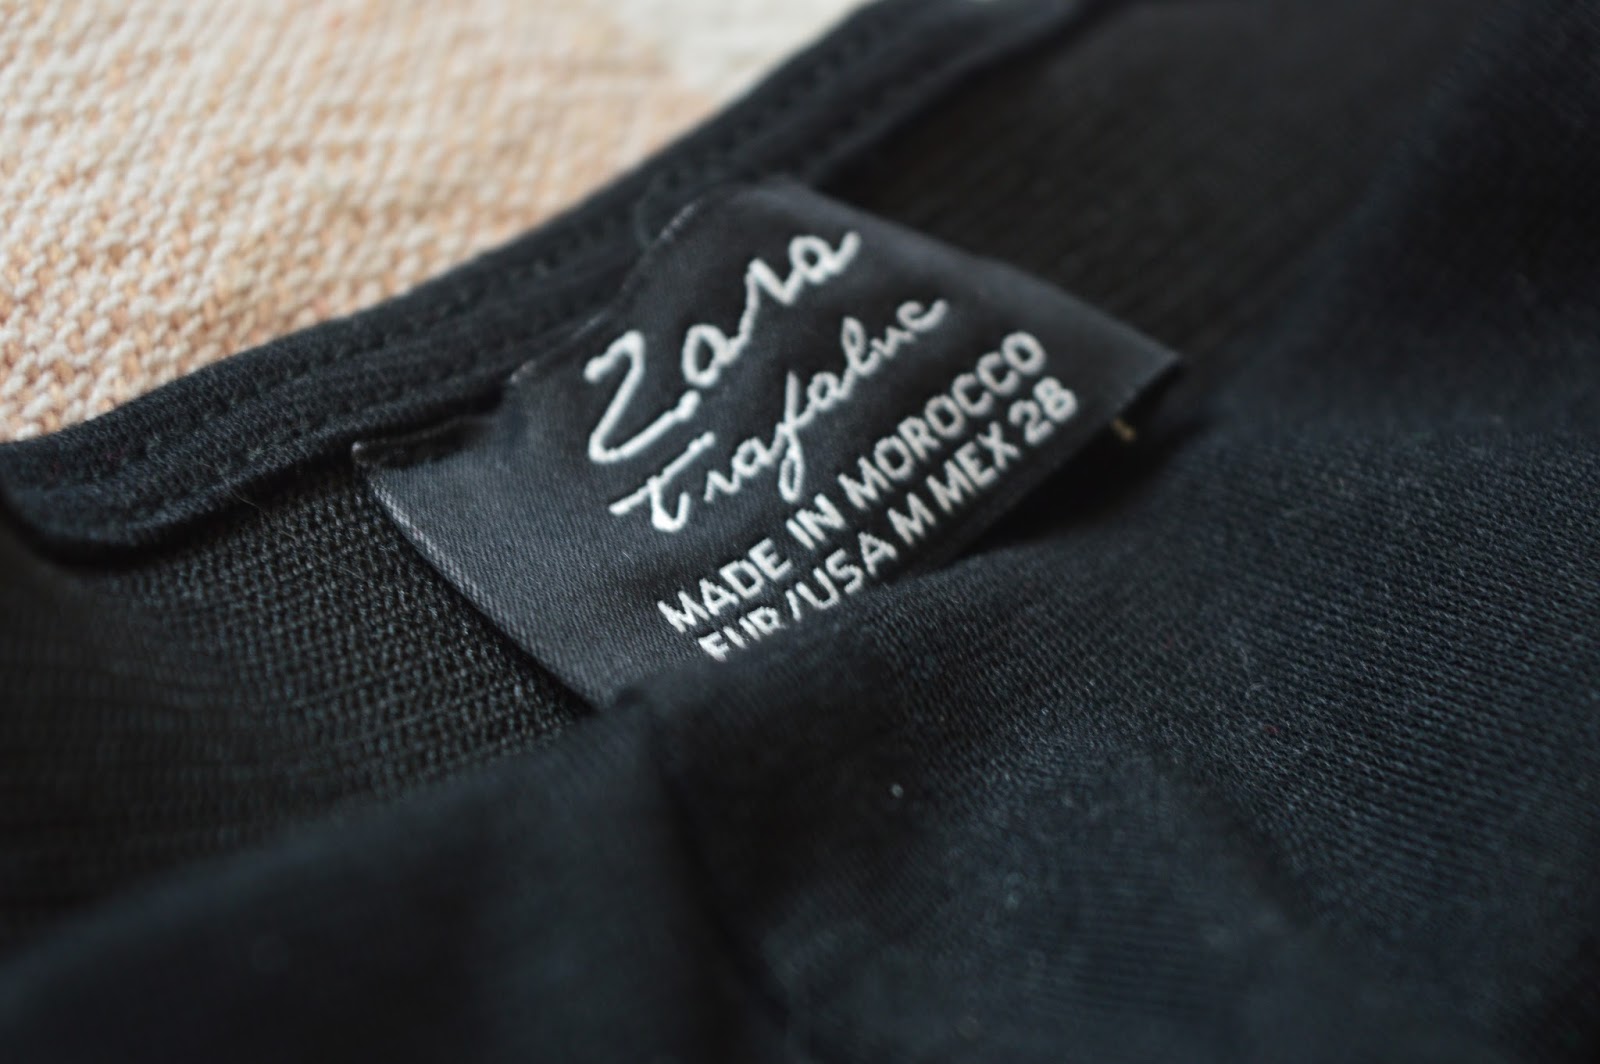 Zara
Trafaluc
MADE IN MOROCCO
EUR/USA M MEX 28